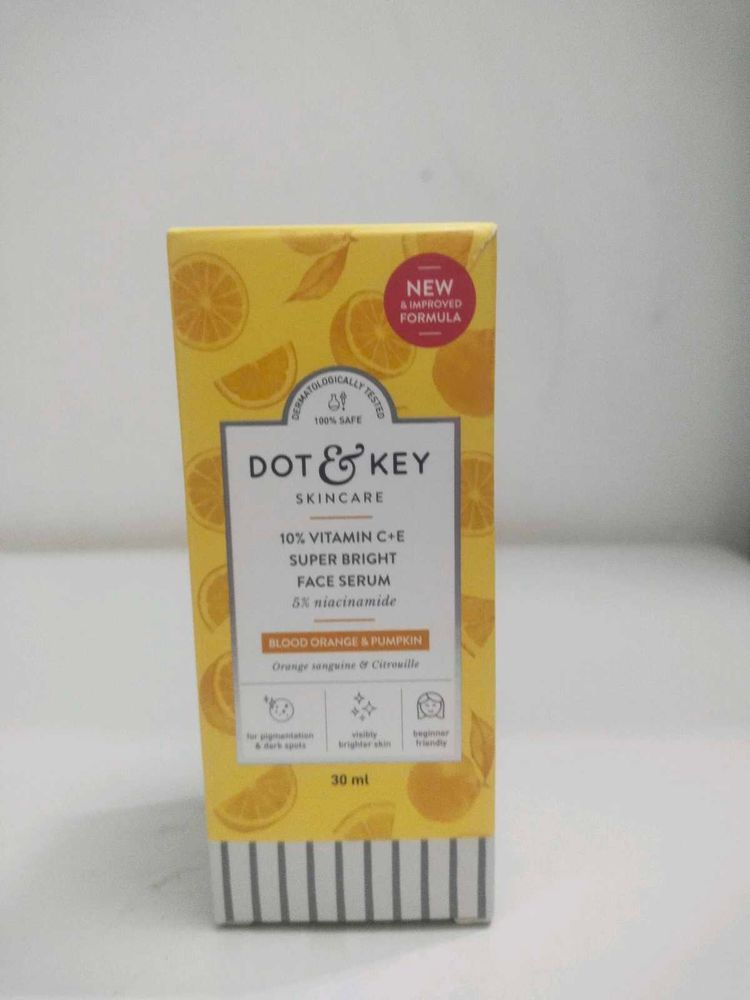 NEW
& IMPROVED
FORMULA
DERMATOLOGICALLY TESTED
100% SAFE
DOT & KEY
SKINCARE
10% VITAMIN C+E
SUPER BRIGHT
FACE SERUM
5% niacinamide
BLOOD ORANGE & PUMPKIN
Orange sanguine & Citrouille
for pigmentation
& dark spots
visibly
brighter skin
beginner
friendly
30 ml